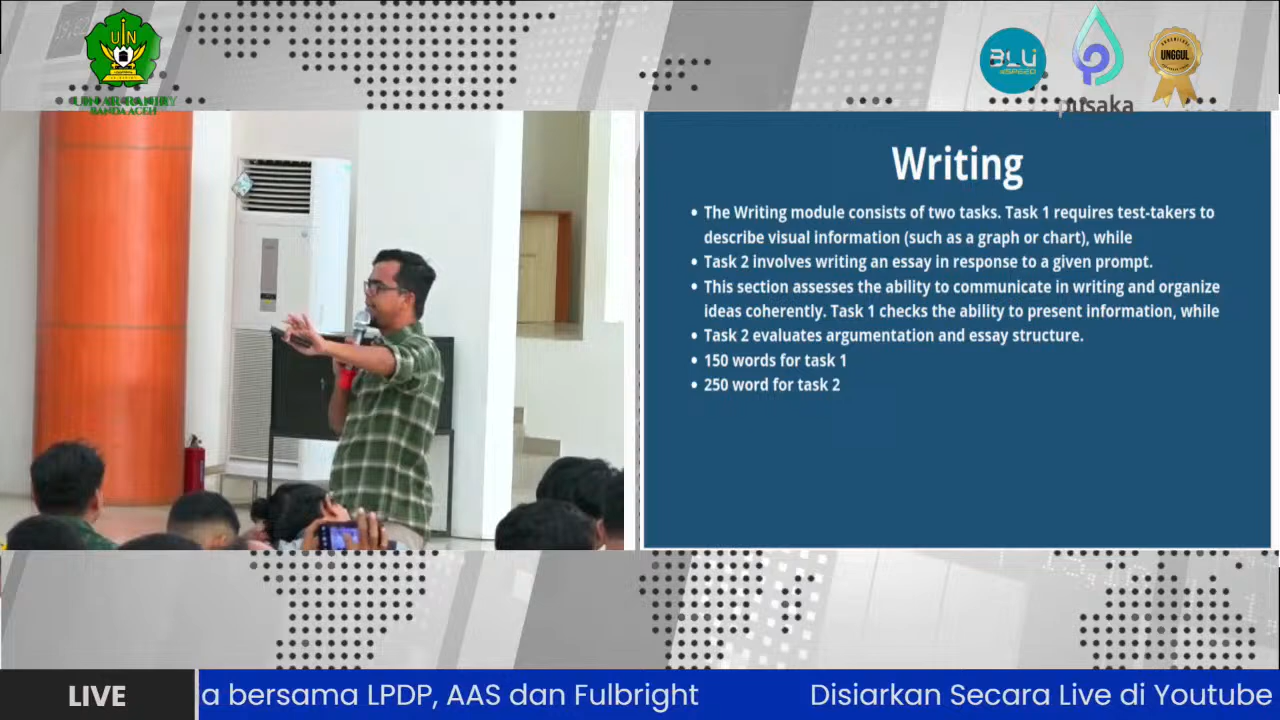 UIN
UIN AR-RANIRY
BANDA ACEH
BLU
SPEED
pusaka
UNGGUL
Writing
• The Writing module consists of two tasks. Task 1 requires test-takers to
describe visual information (such as a graph or chart), while
• Task 2 involves writing an essay in response to a given prompt.
• This section assesses the ability to communicate in writing and organize
ideas coherently. Task 1 checks the ability to present information, while
• Task 2 evaluates argumentation and essay structure.
• 150 words for task 1
• 250 word for task 2
LIVE
a bersama LPDP, AAS dan Fulbright
Disiarkan Secara Live di Youtube